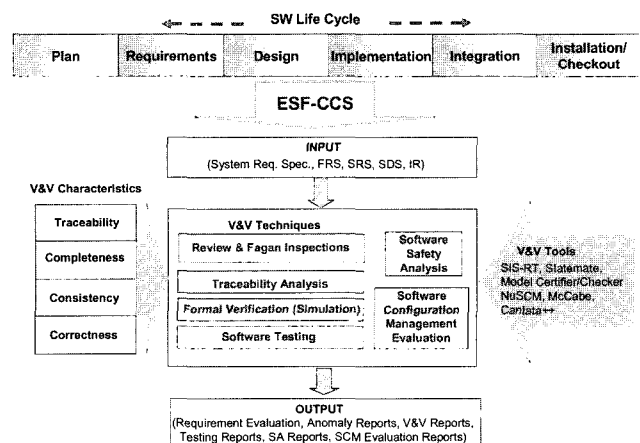 SW Life Cycle
Plan
Requirements
Design
Implementation
Integration
Installation/
Checkout
ESF-CCS
INPUT
(System Req. Spec., FRS, SRS, SDS, IR)
V&V Characteristics
Traceability
Completeness
Consistency
Correctness
V&V Techniques
Review & Fagan Inspections
Traceability Analysis
Formal Verification (Simulation)
Software Testing
Software
Safety
Analysis
Software
Configuration
Management
Evaluation
V&V Tools
SIS-RT, Statemate,
Model Certifier/Checker
NuSCM, McCabe,
Cantata++
OUTPUT
(Requirement Evaluation, Anomaly Reports, V&V Reports,
Testing Reports, SA Reports, SCM Evaluation Reports)